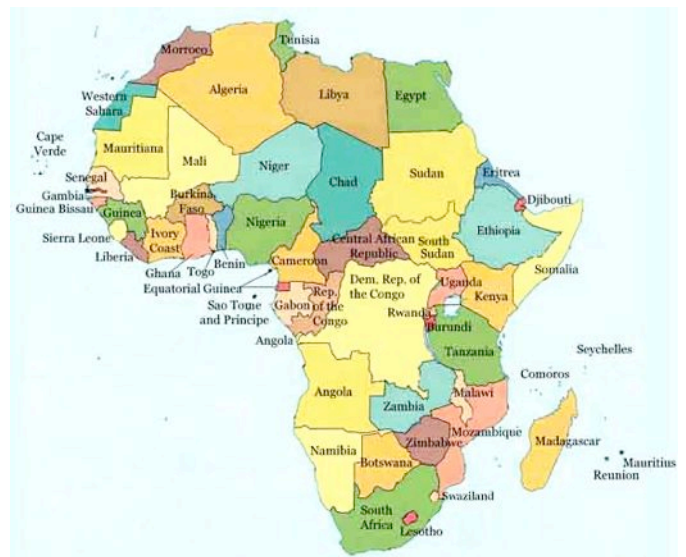 Tunisia
Morroco
Algeria
Libya
Egypt
Western
Sahara
Cape
Verde
Mauritiana
Mali
Niger
Chad
Sudan
Eritrea
Senegal
Gambia
Guinea Bissau
Guinea
Burkina
Faso
Nigeria
Djibouti
Ethiopia
Sierra Leone
Ivory
Coast
Liberia
Ghana
Togo
Benin
Cameroon
Central African
Republic
South
Sudan
Somalia
Equatorial Guinea
Sao Tome
and Principe
Gabon
Rep.
of the
Congo
Dem. Rep. of
the Congo
Uganda
Kenya
Rwanda
Burundi
Tanzania
Angola
Seychelles
Comoros
Angola
Zambia
Malawi
Mozambique
Zimbabwe
Madagascar
Mauritius
Reunion
Namibia
Botswana
Swaziland
South
Africa
Lesotho